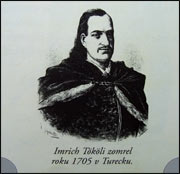 Imrich Tököli zomrel
roku 1705 v Turecku.